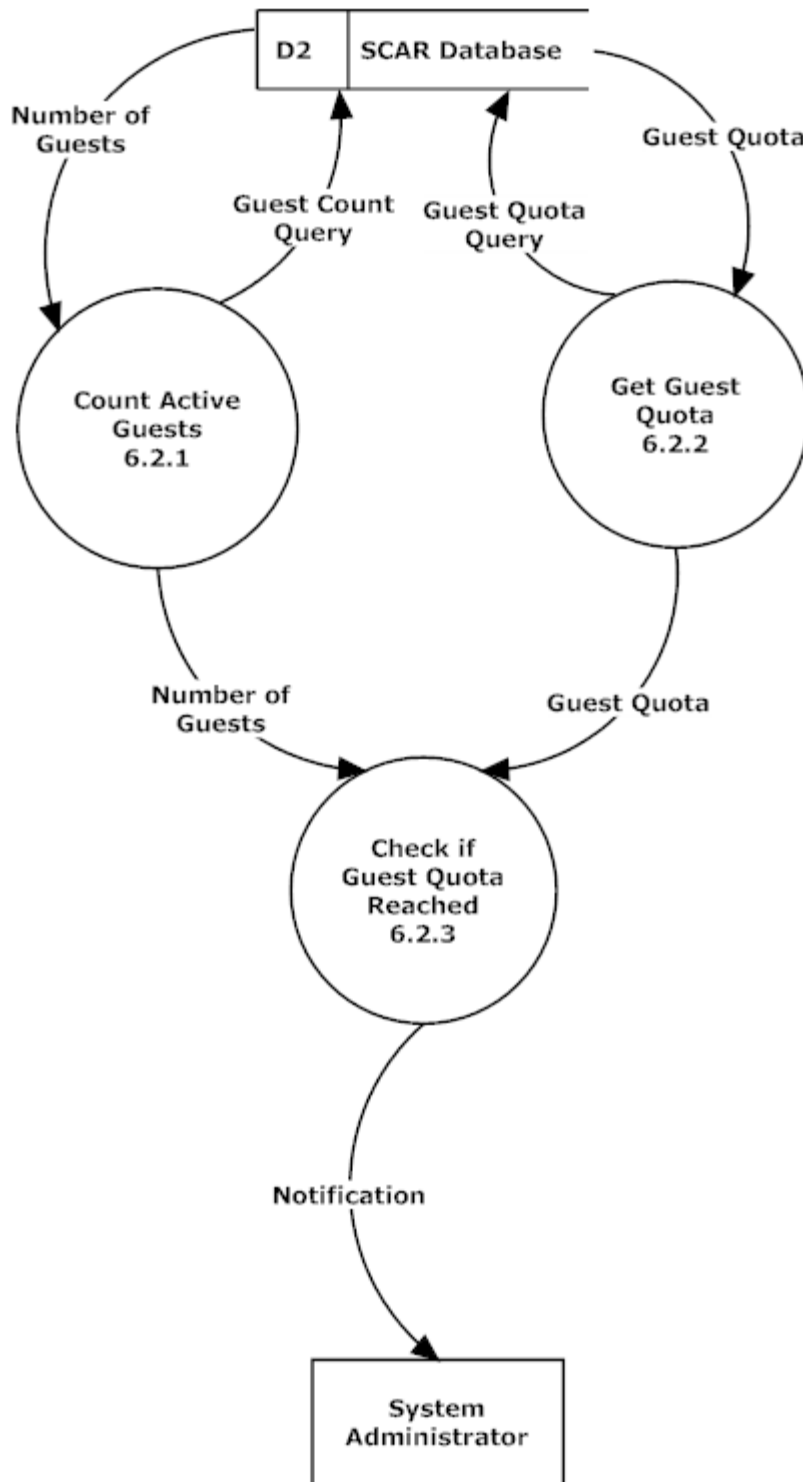 D2 SCAR Database
Number of
Guests
Guest Quota
Guest Count
Query
Guest Quota
Query
Count Active
Guests
6.2.1
Get Guest
Quota
6.2.2
Number of
Guests
Guest Quota
Check if
Guest Quota
Reached
6.2.3
Notification
System
Administrator